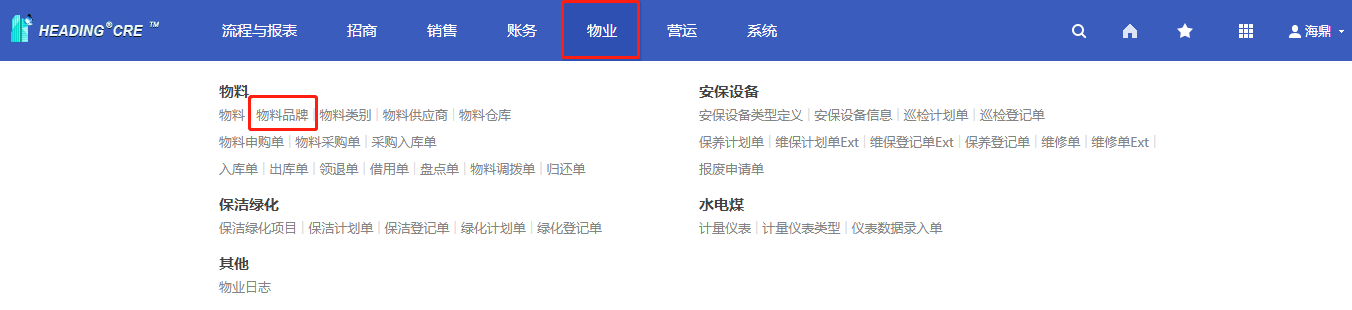 HEADING®CRE ™ 流程与报表 招商 销售 账务 物业 营运 系统 海鼎
物料
物料 | 物料品牌 | 物料类别 | 物料供应商 | 物料仓库
物料申购单 | 物料采购单 | 采购入库单
入库单 | 出库单 | 领退单 | 借用单 | 盘点单 | 物料调拨单 | 归还单
安保设备
安保设备类型定义 | 安保设备信息 | 巡检计划单 | 巡检登记单
保养计划单 | 维保计划单Ext | 维保登记单Ext | 保养登记单 | 维修单 | 维修单Ext |
报废申请单
保洁绿化
保洁绿化项目 | 保洁计划单 | 保洁登记单 | 绿化计划单 | 绿化登记单
水电煤
计量仪表 | 计量仪表类型 | 仪表数据录入单
其他
物业日志